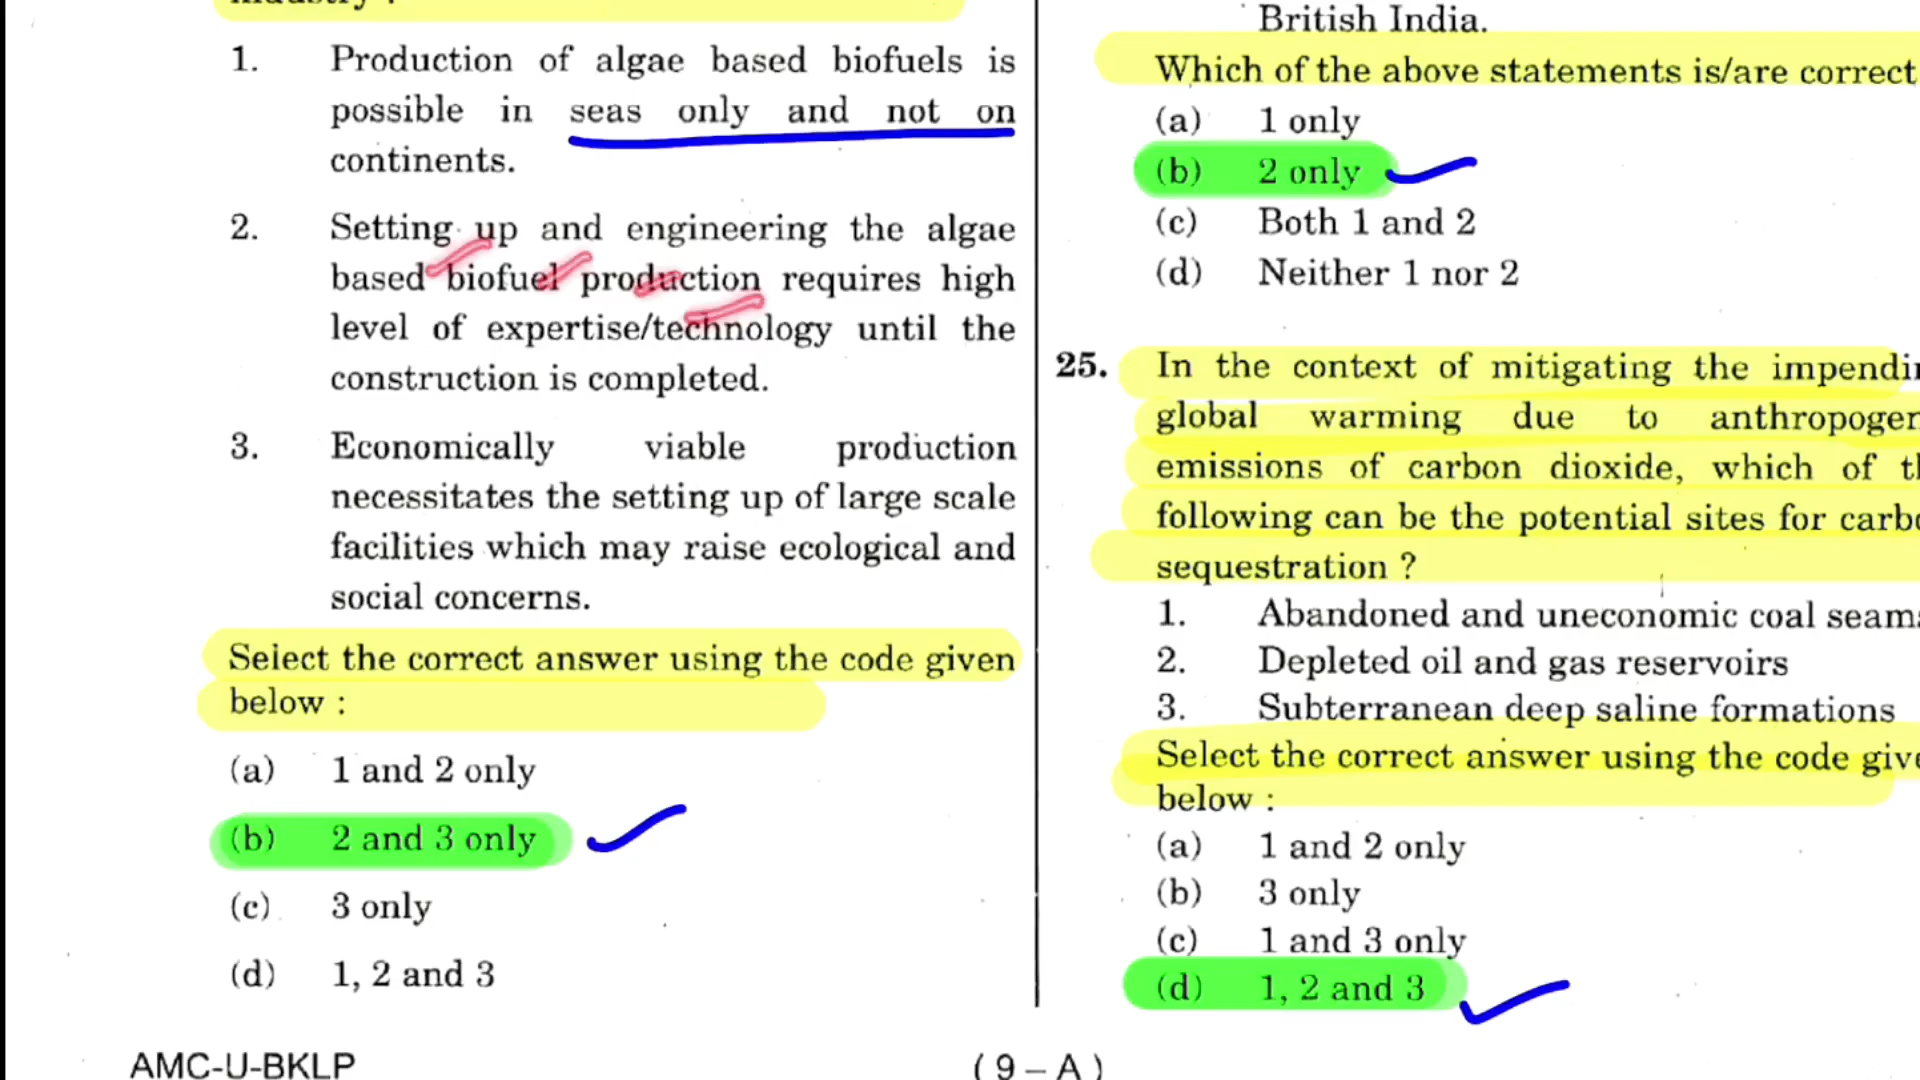 industry ?
1. Production of algae based biofuels is
possible in seas only and not on
continents.
2. Setting up and engineering the algae
based biofuel production requires high
level of expertise/technology until the
construction is completed.
3. Economically viable production
necessitates the setting up of large scale
facilities which may raise ecological and
social concerns.
Select the correct answer using the code given
below :
(a) 1 and 2 only
(b) 2 and 3 only
(c) 3 only
(d) 1, 2 and 3
British India.
Which of the above statements is/are correct
(a) 1 only
(b) 2 only
(c) Both 1 and 2
(d) Neither 1 nor 2
25. In the context of mitigating the
global warming due to
emissions of carbon dioxide, which of
following can be the potential sites for
sequestration ?
1. Abandoned and uneconomic coal
2. Depleted oil and gas reservoirs
3. Subterranean deep saline formations
Select the correct answer using the code
below :
(a) 1 and 2 only
(b) 3 only
(c) 1 and 3 only
(d) 1, 2 and 3
AMC-U-BKLP
( 9 – A )